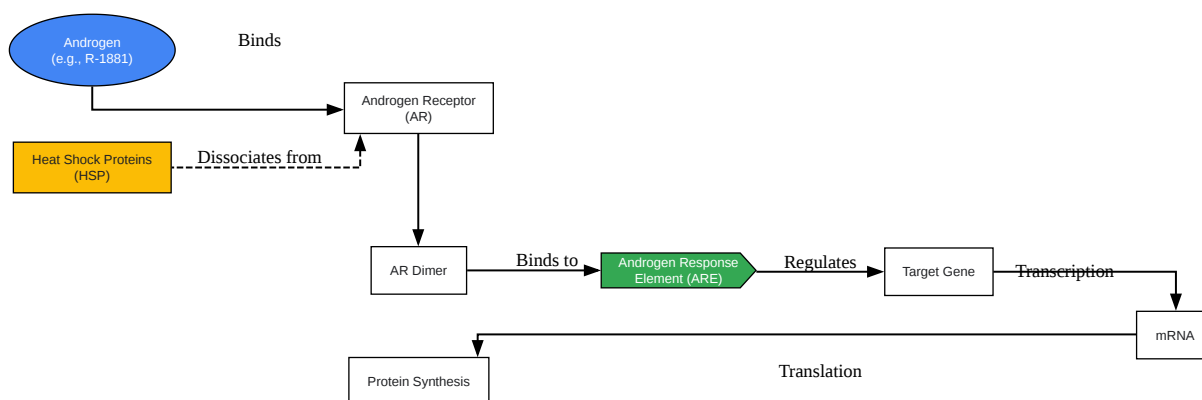 Androgen
(e.g., R-1881)
Binds
Androgen Receptor
(AR)
Heat Shock Proteins
(HSP)
Dissociates from
AR Dimer
Binds to
Androgen Response
Element (ARE)
Regulates
Target Gene
Transcription
mRNA
Translation
Protein Synthesis